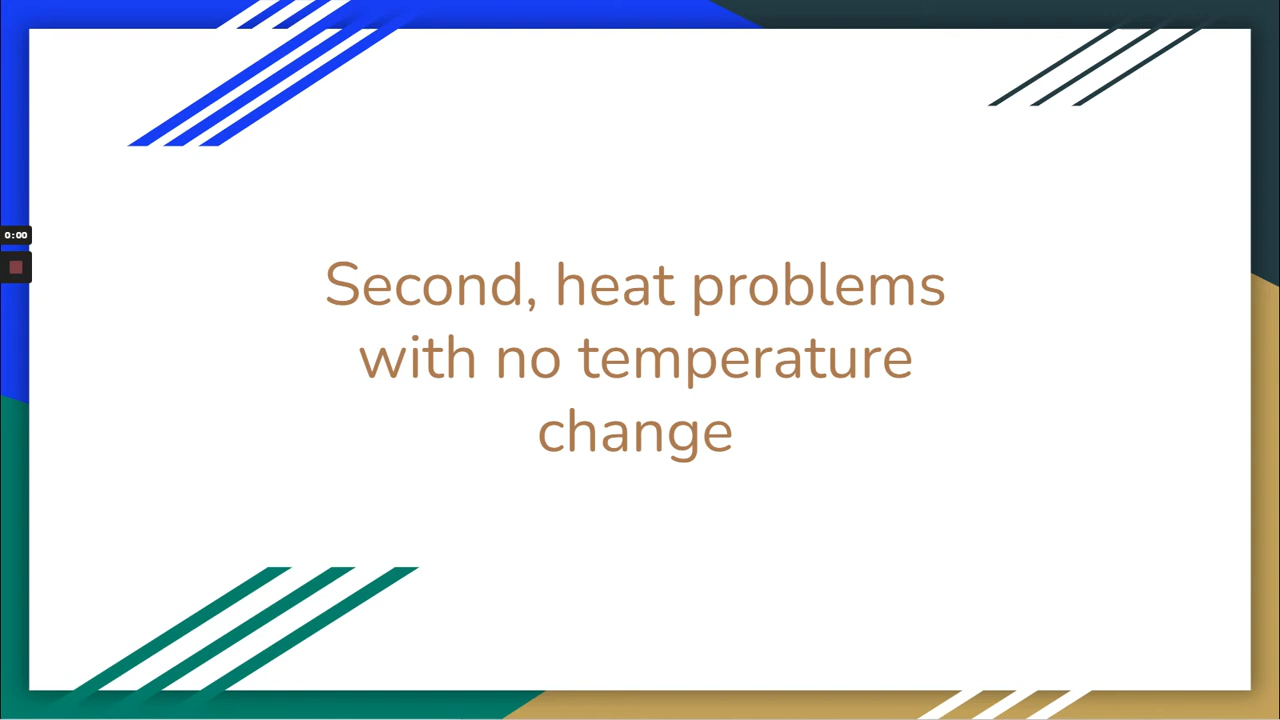 0:00
Second, heat problems
with no temperature
change